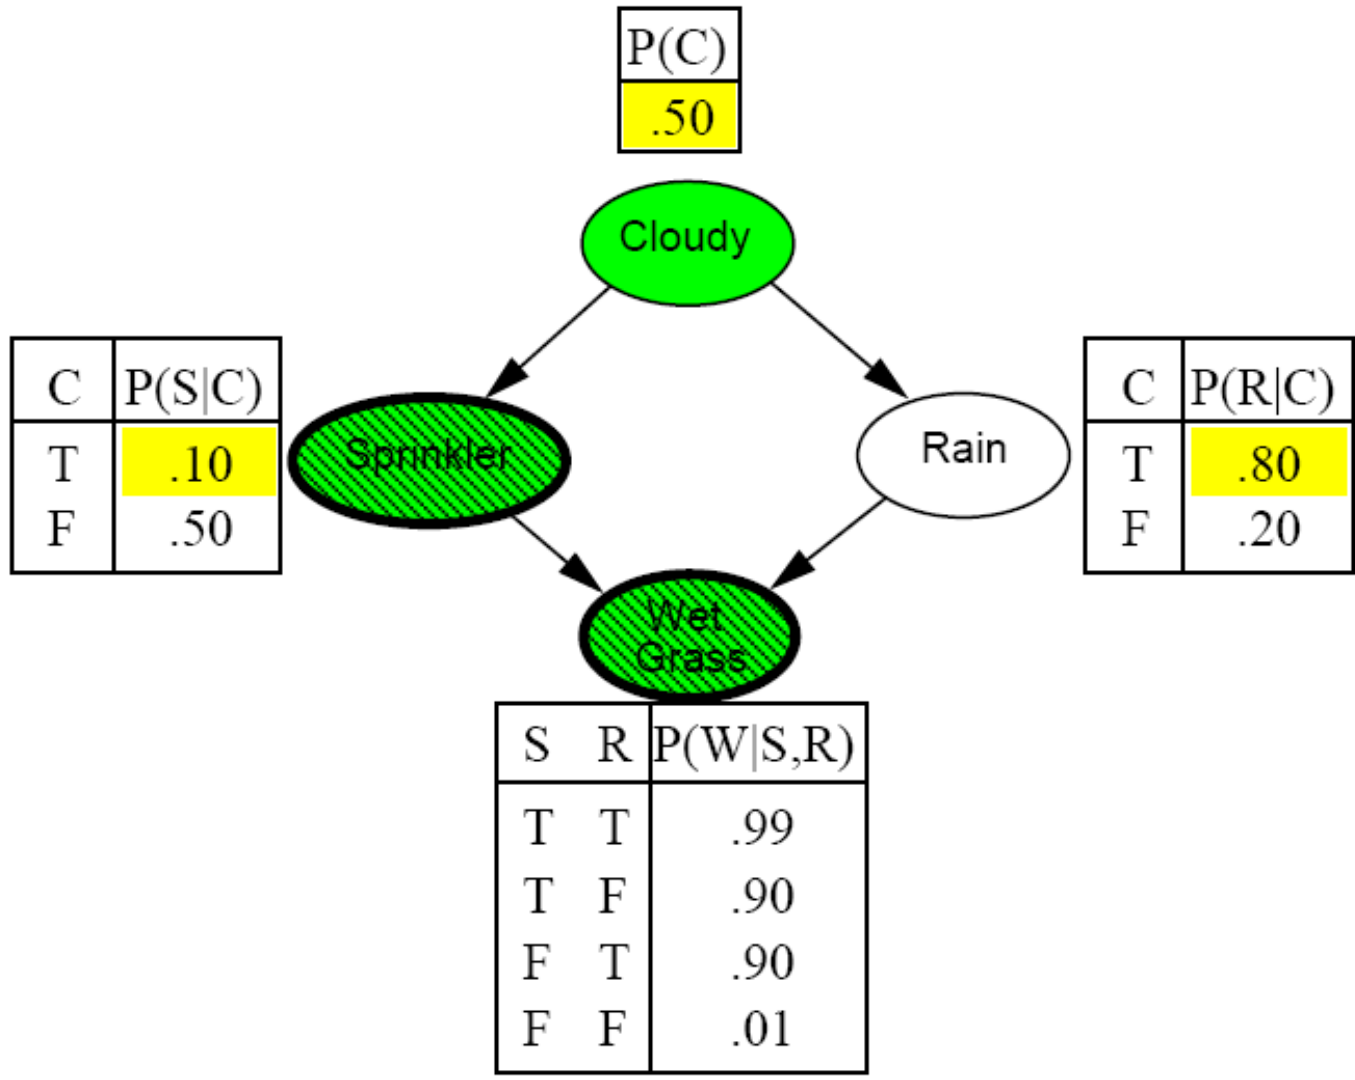 P(C)
.50
Cloudy
C P(S|C)
T .10
F .50
Sprinkler
Rain
C P(R|C)
T .80
F .20
Wet
Grass
S R P(W|S,R)
T T .99
T F .90
F T .90
F F .01